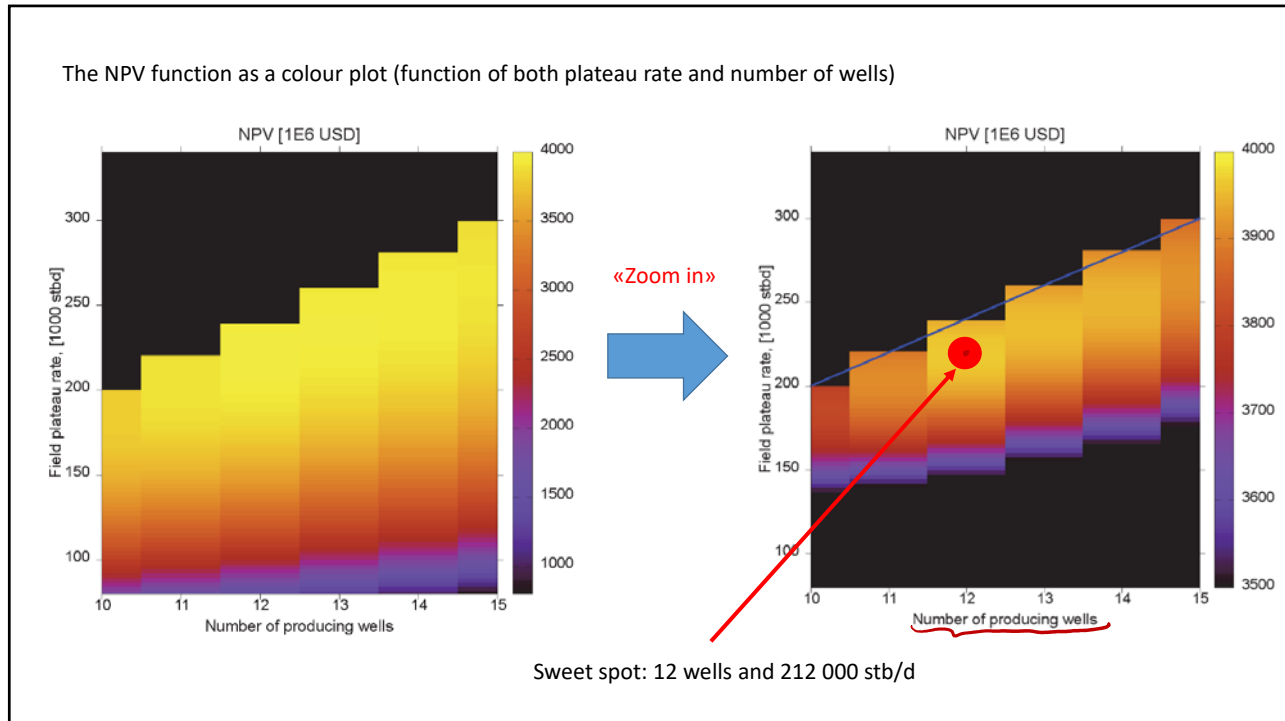 The NPV function as a colour plot (function of both plateau rate and number of wells)
NPV [1E6 USD]
Field plateau rate, [1000 stbd]
300
250
200
150
100
10 11 12 13 14 15
Number of producing wells
4000
3500
3000
2500
2000
1500
1000
«Zoom in»
NPV [1E6 USD]
Field plateau rate, [1000 stbd]
300
250
200
150
100
10 11 12 13 14 15
Number of producing wells
4000
3900
3800
3700
3600
3500
Sweet spot: 12 wells and 212 000 stb/d